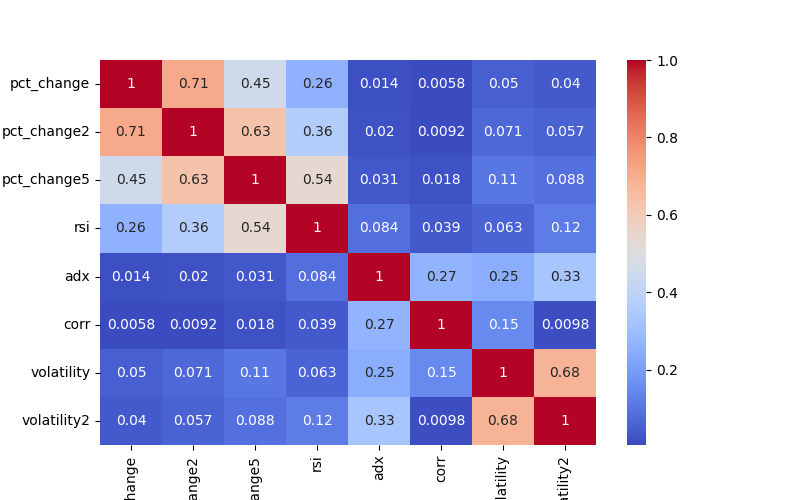 pct_change 1 0.71 0.45 0.26 0.014 0.0058 0.05 0.04
pct_change2 0.71 1 0.63 0.36 0.02 0.0092 0.071 0.057
pct_change5 0.45 0.63 1 0.54 0.031 0.018 0.11 0.088
rsi 0.26 0.36 0.54 1 0.084 0.039 0.063 0.12
adx 0.014 0.02 0.031 0.084 1 0.27 0.25 0.33
corr 0.0058 0.0092 0.018 0.039 0.27 1 0.15 0.0098
volatility 0.05 0.071 0.11 0.063 0.25 0.15 1 0.68
volatility2 0.04 0.057 0.088 0.12 0.33 0.0098 0.68 1
hange ange2 ange5 rsi adx corr latility atility2
1.0
0.8
0.6
0.4
0.2